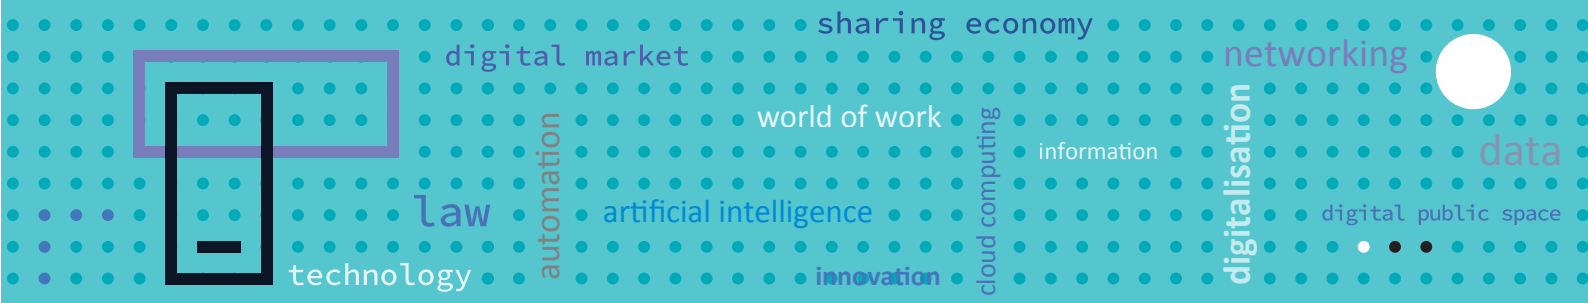 sharing economy
digital market
networking
world of work
automation
cloud computing
information
digitalisation
data
law
artificial intelligence
digital public space
technology
innovation